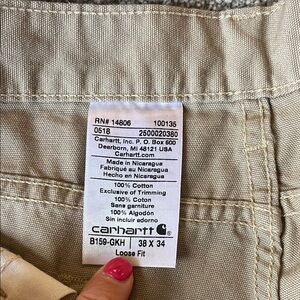 RN# 14806 100135
0518 2500020380
Carhartt, Inc. P.O. Box 600
Dearborn, MI 48121 USA
Carhartt.com
Made in Nicaragua
Fabriqué au Nicaragua
Hecho en Nicaragua
100% Cotton
Exclusive of Trimming
100% Coton
Sans garniture
100% Algodón
Sin incluir adorno
carhartt
B159-GKH 38 X 34
Loose Fit